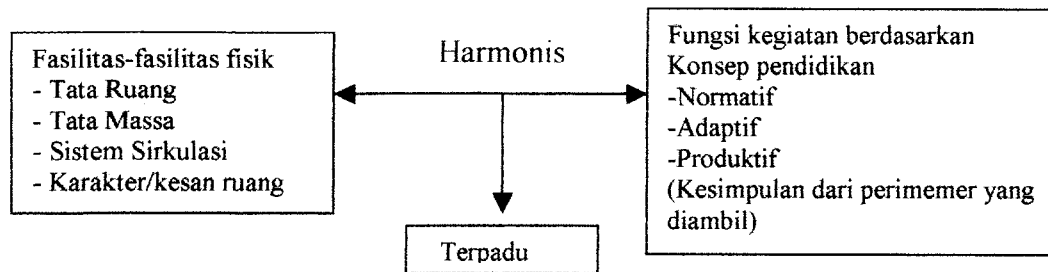 Fasilitas-fasilitas fisik
- Tata Ruang
- Tata Massa
- Sistem Sirkulasi
- Karakter/kesan ruang
Harmonis
Terpadu
Fungsi kegiatan berdasarkan
Konsep pendidikan
-Normatif
-Adaptif
-Produktif
(Kesimpulan dari perimemer yang
diambil)